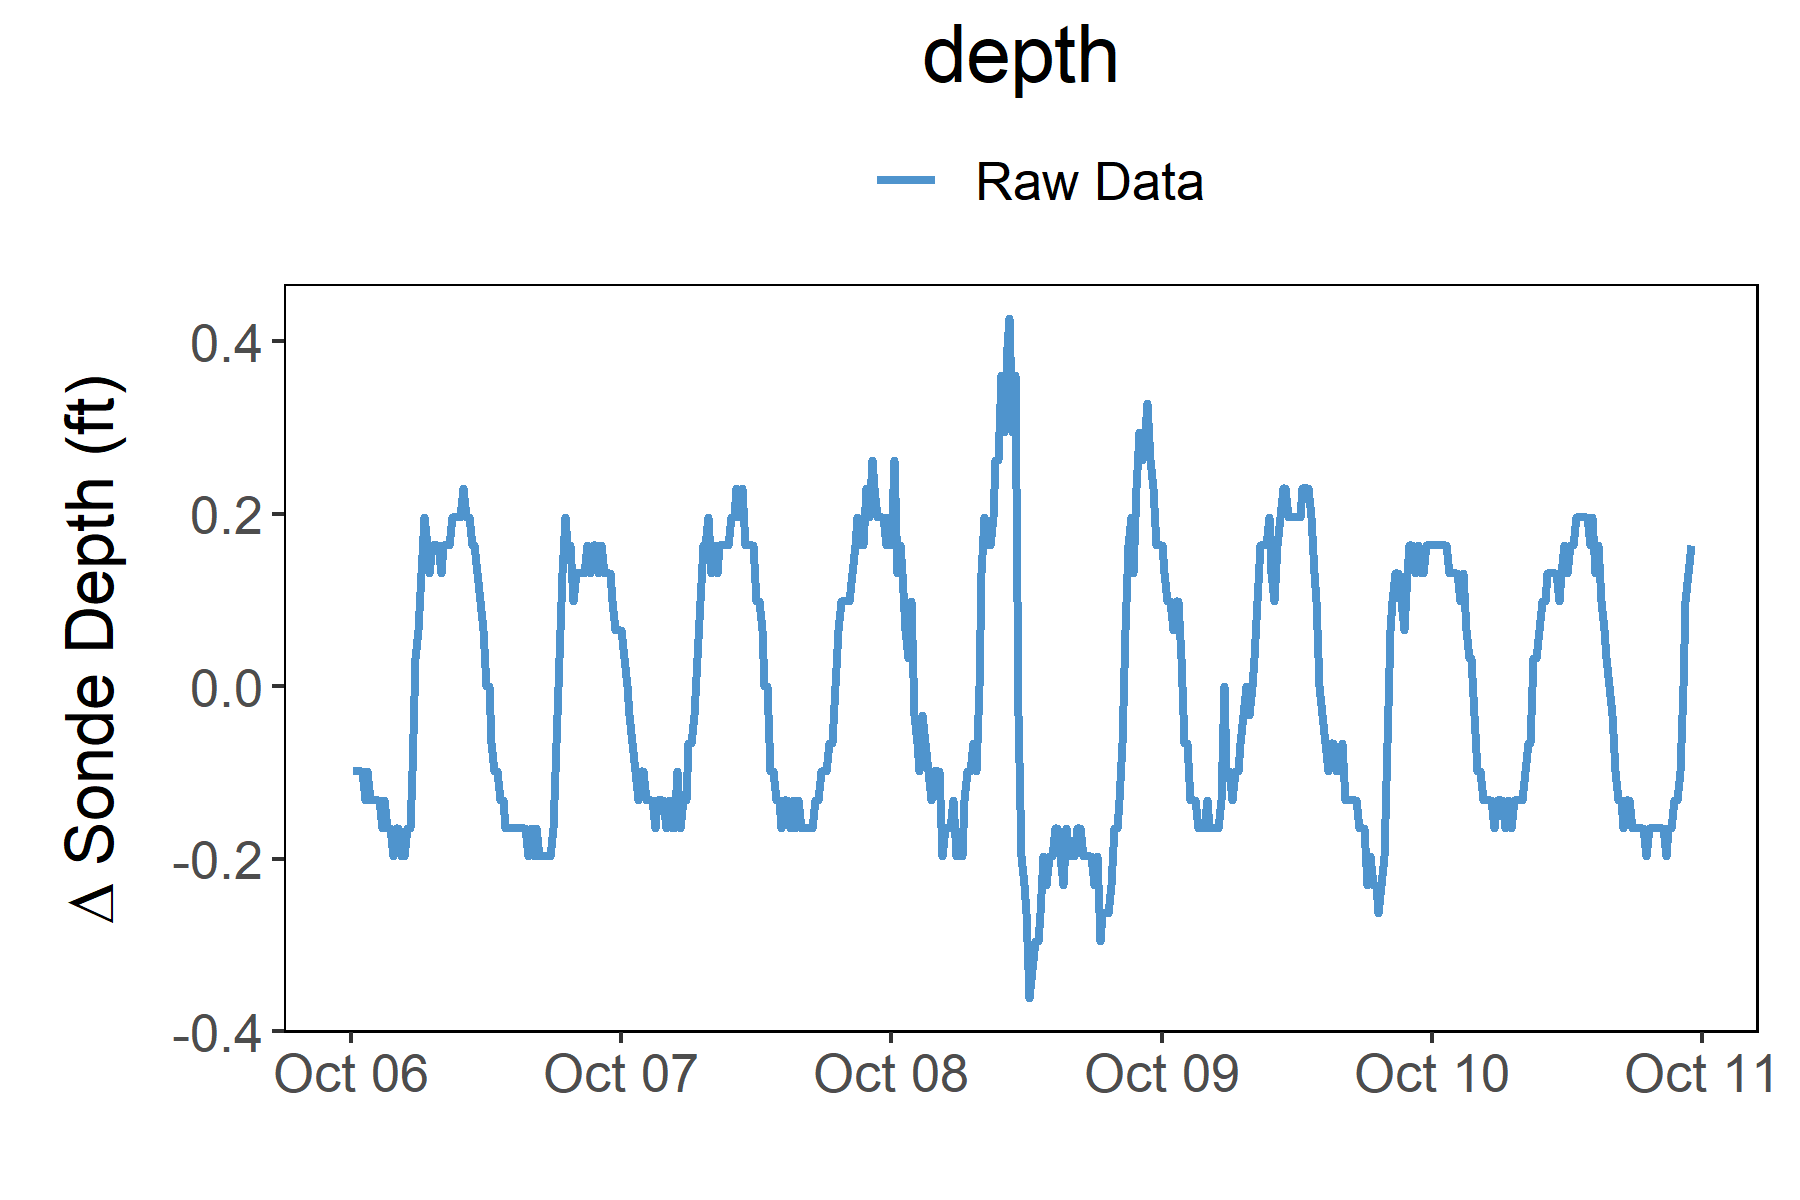 depth
Raw Data
Δ Sonde Depth (ft)
0.4
0.2
0.0
-0.2
-0.4
Oct 06 Oct 07 Oct 08 Oct 09 Oct 10 Oct 11